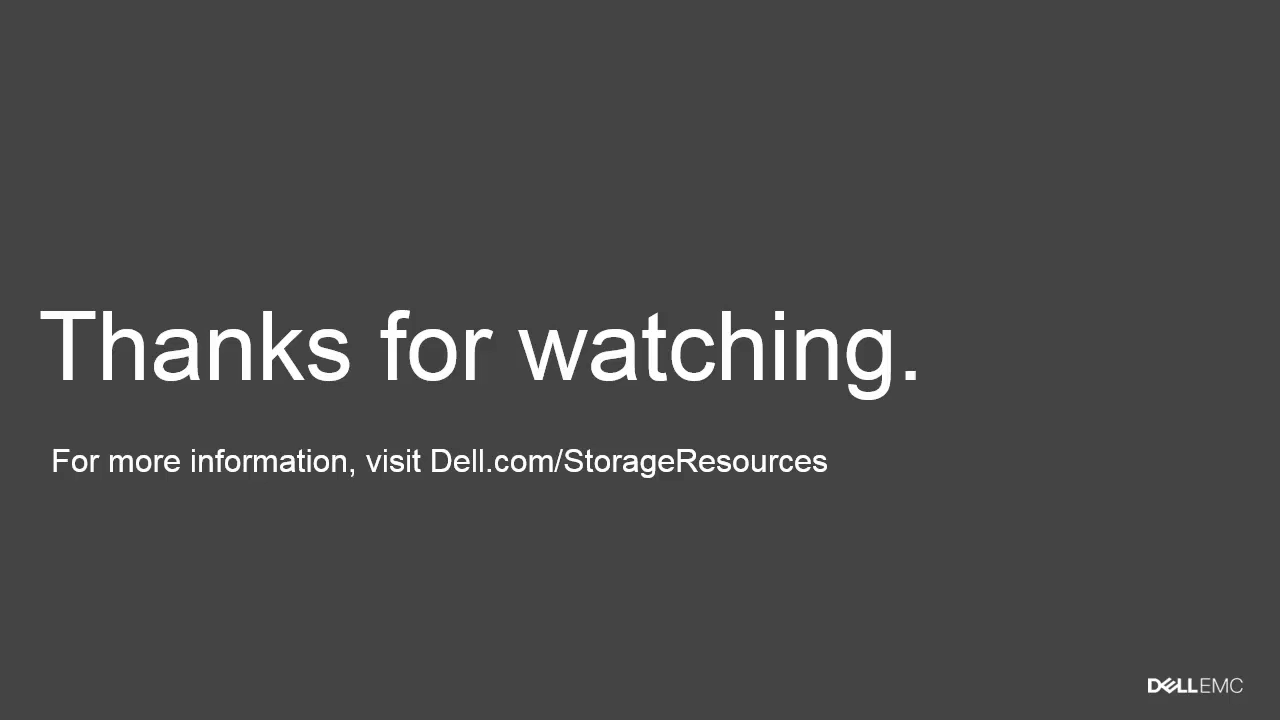 Thanks for watching.
For more information, visit Dell.com/StorageResources
DELLEMC